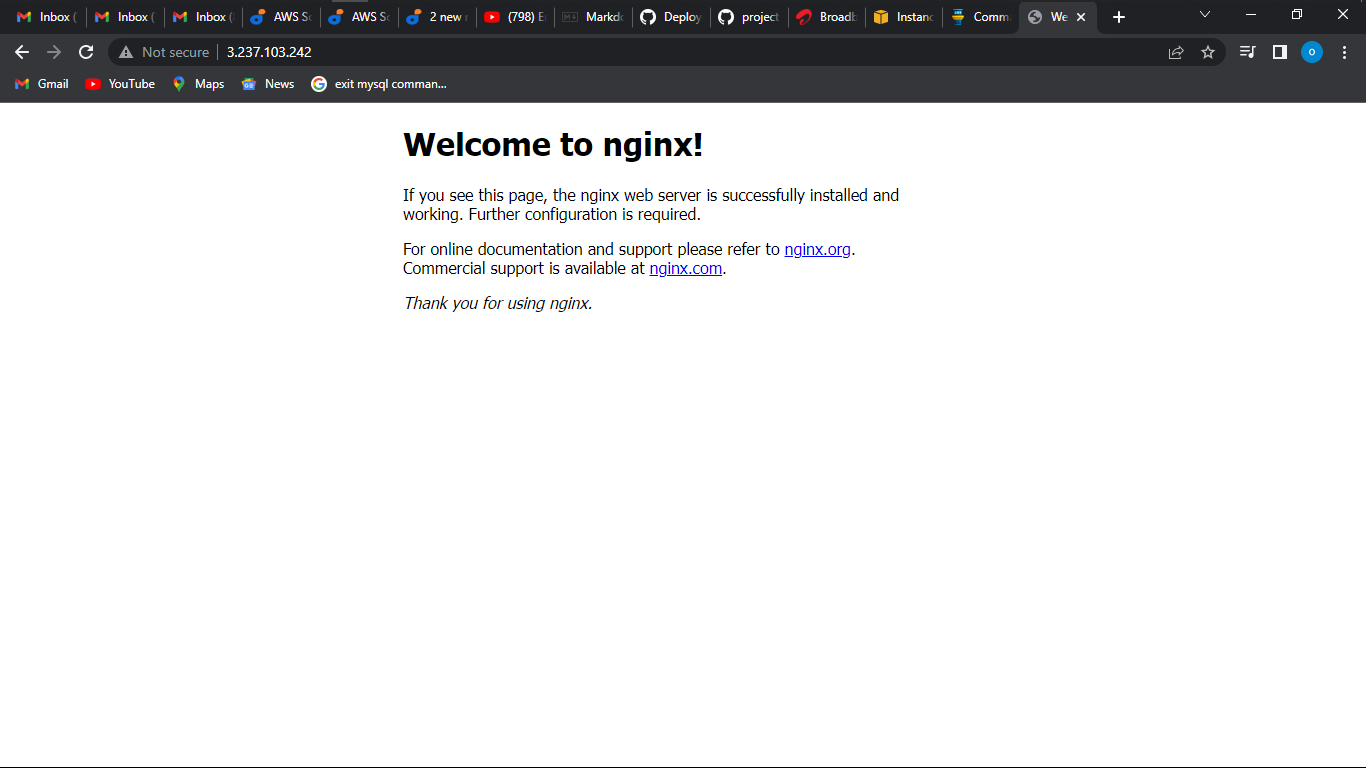 Inbox (
Inbox (
Inbox (
AWS Sc
AWS Sc
2 new
(798)
Markdo
Deploy
project
Broadb
Instanc
Comm
We
Not secure
3.237.103.242
o
Gmail
YouTube
Maps
News
exit mysql comman...
Welcome to nginx!
If you see this page, the nginx web server is successfully installed and
working. Further configuration is required.
For online documentation and support please refer to nginx.org.
Commercial support is available at nginx.com.
Thank you for using nginx.